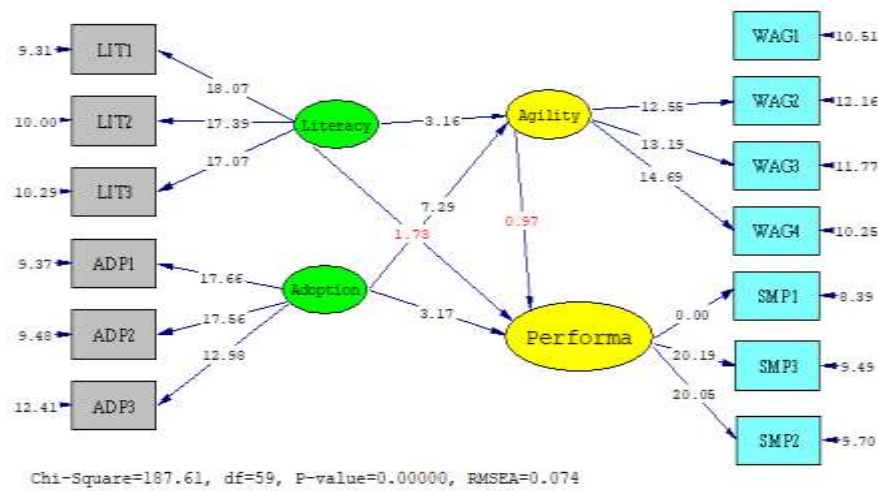 WAG1
10.51
9.31
LIT1
18.07
WAG2
12.16
12.55
10.00
LIT2
17.39
Literacy
3.16
Agility
13.19
WAG3
11.77
17.07
14.69
10.29
LIT3
7.29
0.97
1.73
WAG4
10.25
9.37
ADP1
17.66
Adoption
3.17
SMP1
8.39
0.00
17.56
9.48
ADP2
Performa
12.98
20.19
SMP3
9.49
20.05
12.41
ADP3
SMP2
9.70
Chi-Square=187.61, df=59, P-value=0.00000, RMSEA=0.074